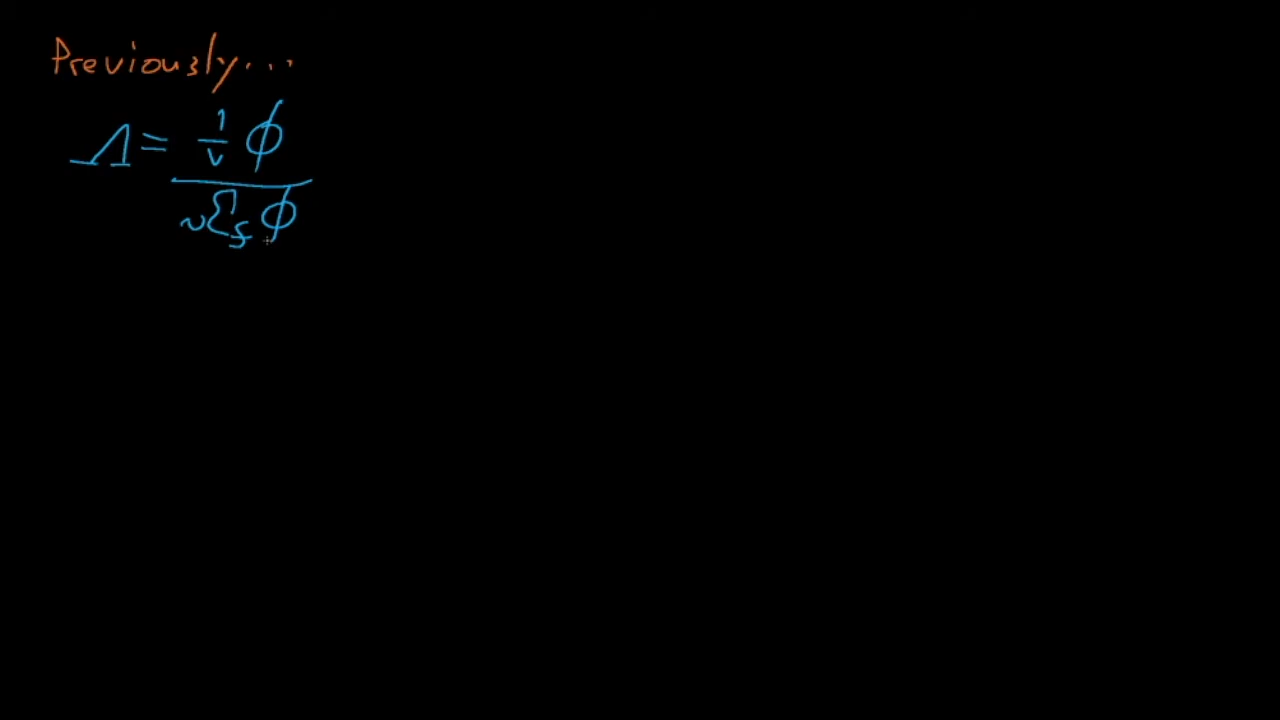 Previously...
Λ = 1/v ϕ
νΣf ϕ